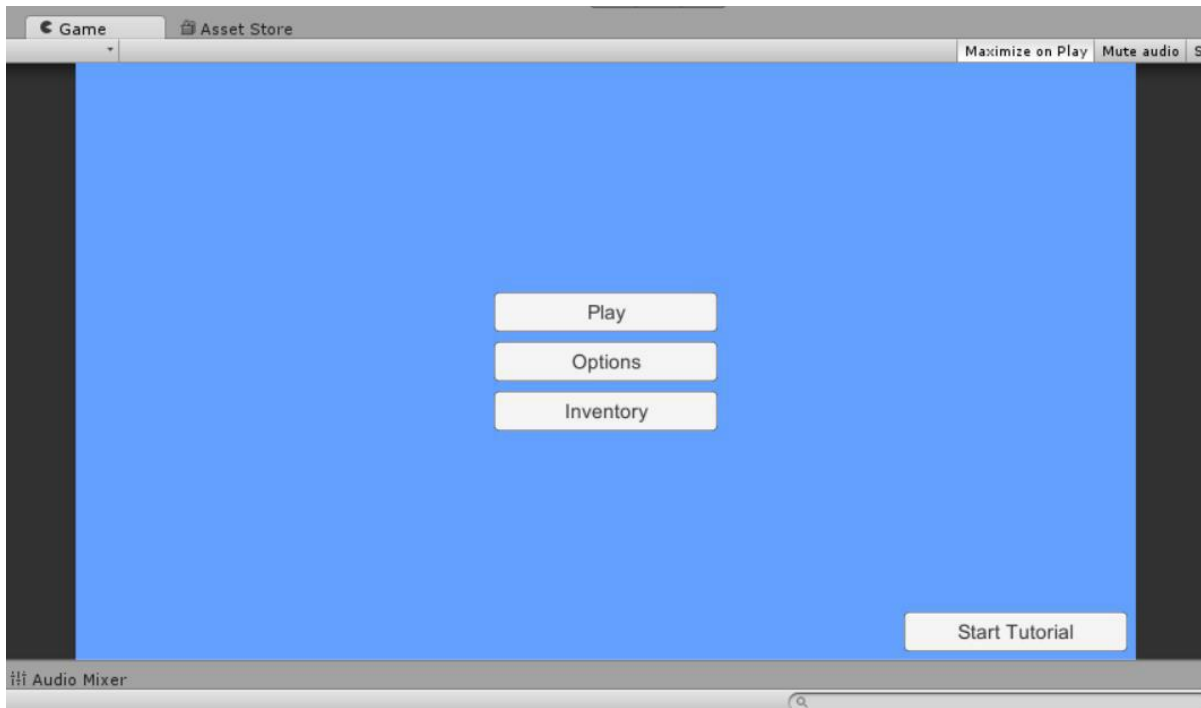 Game Asset Store
Maximize on Play Mute audio S
Play
Options
Inventory
Start Tutorial
Audio Mixer